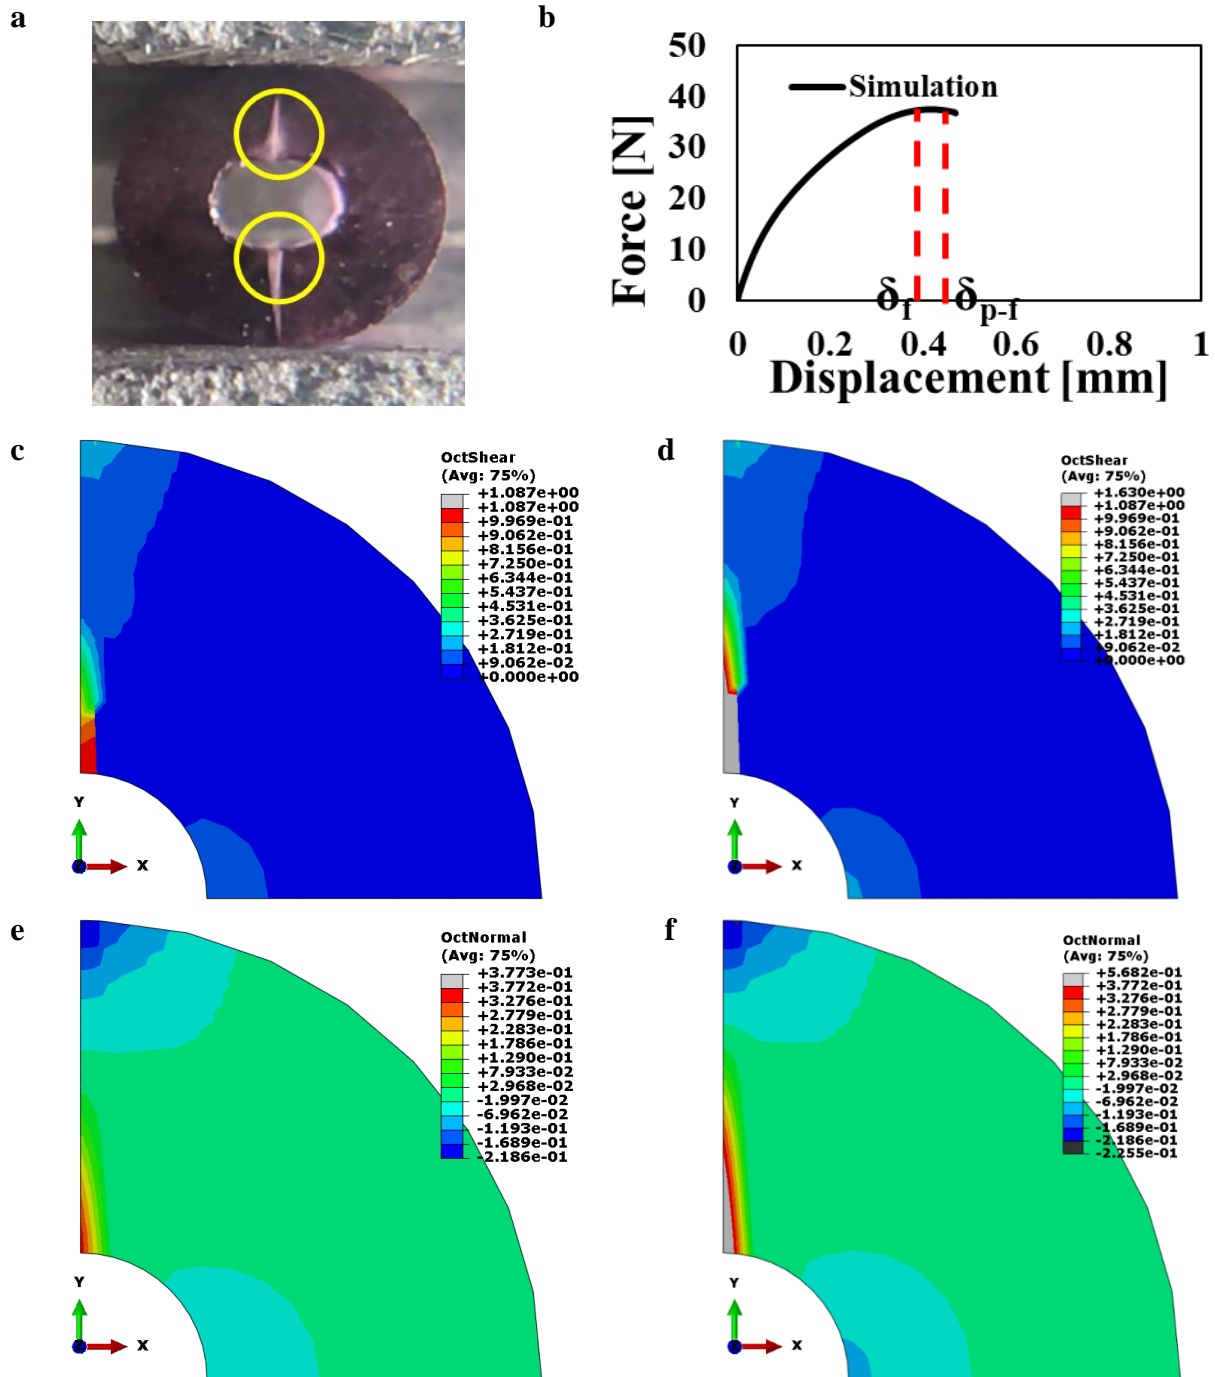 a
b
50
40
30
20
10
0
Force [N]
Simulation
δf
δp-f
0 0.2 0.4 0.6 0.8 1
Displacement [mm]
c
OctShear
(Avg: 75%)
+1.087e+00
+1.087e+00
+9.969e-01
+9.062e-01
+8.156e-01
+7.250e-01
+6.344e-01
+5.437e-01
+4.531e-01
+3.625e-01
+2.719e-01
+1.812e-01
+9.062e-02
+0.000e+00
Y
Z
X
d
OctShear
(Avg: 75%)
+1.630e+00
+1.087e+00
+9.969e-01
+9.062e-01
+8.156e-01
+7.250e-01
+6.344e-01
+5.437e-01
+4.531e-01
+3.625e-01
+2.719e-01
+1.812e-01
+9.062e-02
+0.000e+00
Y
Z
X
e
OctNormal
(Avg: 75%)
+3.773e-01
+3.772e-01
+3.276e-01
+2.779e-01
+2.283e-01
+1.786e-01
+1.290e-01
+7.933e-02
+2.968e-02
-1.997e-02
-6.962e-02
-1.193e-01
-1.689e-01
-2.186e-01
Y
Z
X
f
OctNormal
(Avg: 75%)
+5.682e-01
+3.772e-01
+3.276e-01
+2.779e-01
+2.283e-01
+1.786e-01
+1.290e-01
+7.933e-02
+2.968e-02
-1.997e-02
-6.962e-02
-1.193e-01
-1.689e-01
-2.186e-01
-2.255e-01
Y
Z
X